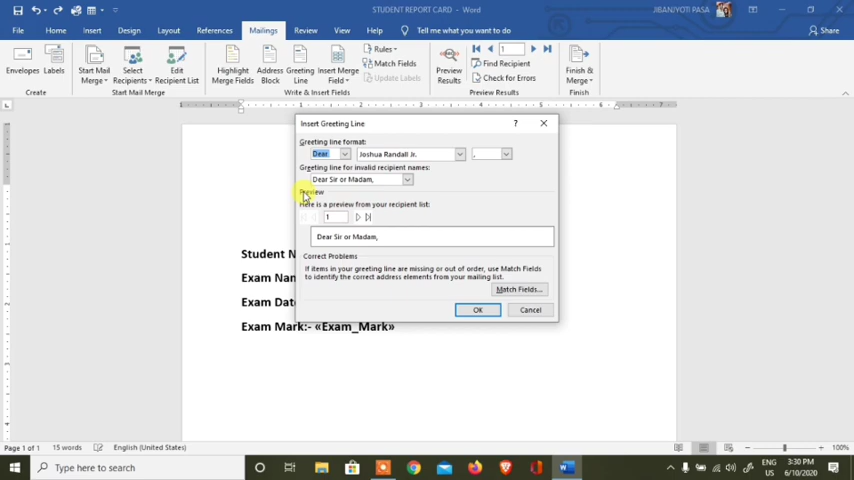 STUDENT REPORT CARD - Word
JIBANJYOTI PASA
File Home Insert Draw Design Layout References Mailings Review View Help Tell me what you want to do Share
Envelopes Labels
Start Mail Merge
Select Recipients
Edit Recipient List
Highlight Merge Fields
Address Block
Greeting Line
Insert Merge Field
Rules
Match Fields
Update Labels
Preview Results
1
Find Recipient
Check for Errors
Finish & Merge
Create Start Mail Merge Write & Insert Fields Preview Results Finish
Insert Greeting Line ?
Greeting line format:
Dear Joshua Randall Jr. ,
Greeting line for invalid recipient names:
Dear Sir or Madam,
Preview
Here is a preview from your recipient list:
1
Dear Sir or Madam,
Correct Problems
If items in your greeting line are missing or out of order, use Match Fields
to identify the correct address elements from your mailing list.
Match Fields...
OK Cancel
Student N
Exam Nam
Exam Date
Exam Mark:- «Exam_Mark»
Page 1 of 1 15 words English (United States) 100%
Type here to search
ENG
US
3:30 PM
6/10/2020